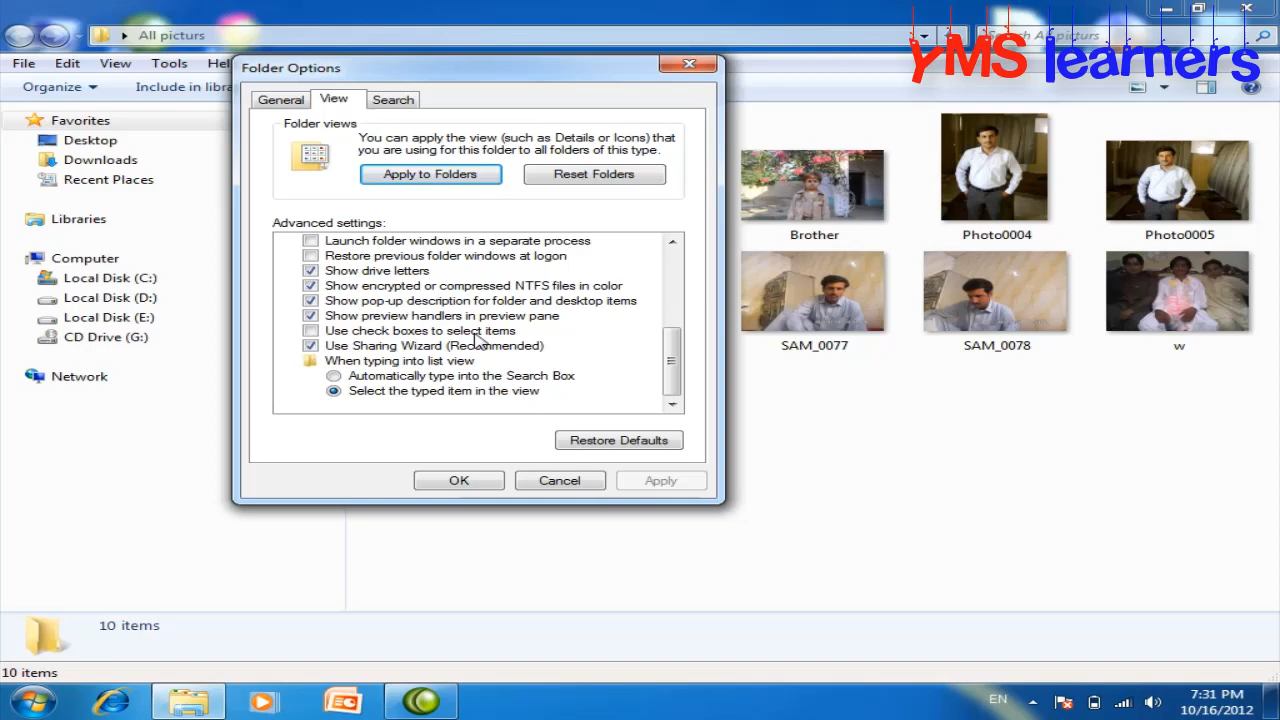 YMS learners
All picturs
Search All picturs
File Edit View Tools Hel
Organize Include in libra
Favorites
Desktop
Downloads
Recent Places
Libraries
Computer
Local Disk (C:)
Local Disk (D:)
Local Disk (E:)
CD Drive (G:)
Network
Folder Options
General View Search
Folder views
You can apply the view (such as Details or Icons) that
you are using for this folder to all folders of this type.
Apply to Folders Reset Folders
Advanced settings:
Launch folder windows in a separate process
Restore previous folder windows at logon
Show drive letters
Show encrypted or compressed NTFS files in color
Show pop-up description for folder and desktop items
Show preview handlers in preview pane
Use check boxes to select items
Use Sharing Wizard (Recommended)
When typing into list view
Automatically type into the Search Box
Select the typed item in the view
Restore Defaults
OK Cancel Apply
Brother Photo0004 Photo0005
SAM_0077 SAM_0078 w
10 items
10 items
EN 7:31 PM
10/16/2012